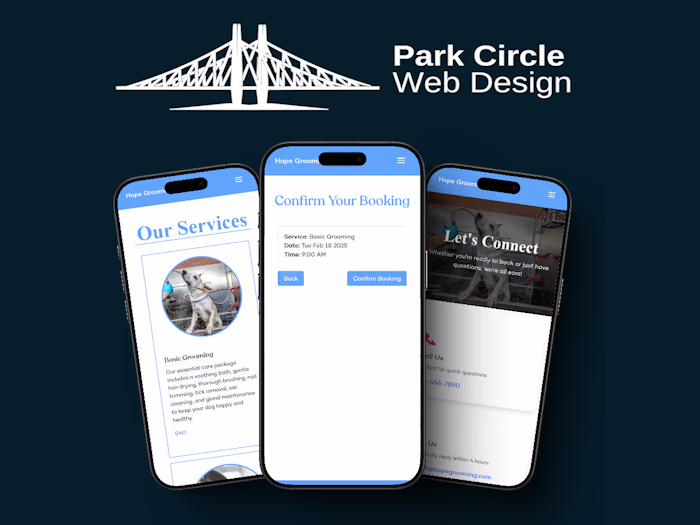 Park Circle
Web Design
Hope Groom
Our Services
Basic Grooming
Our essential care package
includes a soothing bath, gentle
hair drying, thorough brushing, nail
trimming, tick removal, ear
cleaning, and gland maintenance
to keep your dog happy and
healthy.
$40
Hope Groom
Confirm Your Booking
Service: Basic Grooming
Date: Tue Feb 18 2025
Time: 9:00 AM
Back
Confirm Booking
Hope Groom
Let's Connect
Whether you're ready to book or just have
questions, we're all ears!
Us
for quick questions
456-7890
Us
reply within 4 hours
@hopegrooming.com